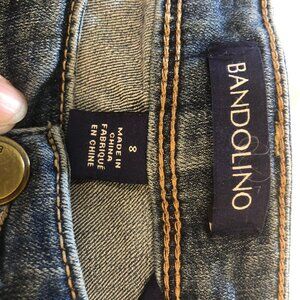 BANDOLINO
8
MADE IN
CHINA
FABRIQUÉ
EN CHINE